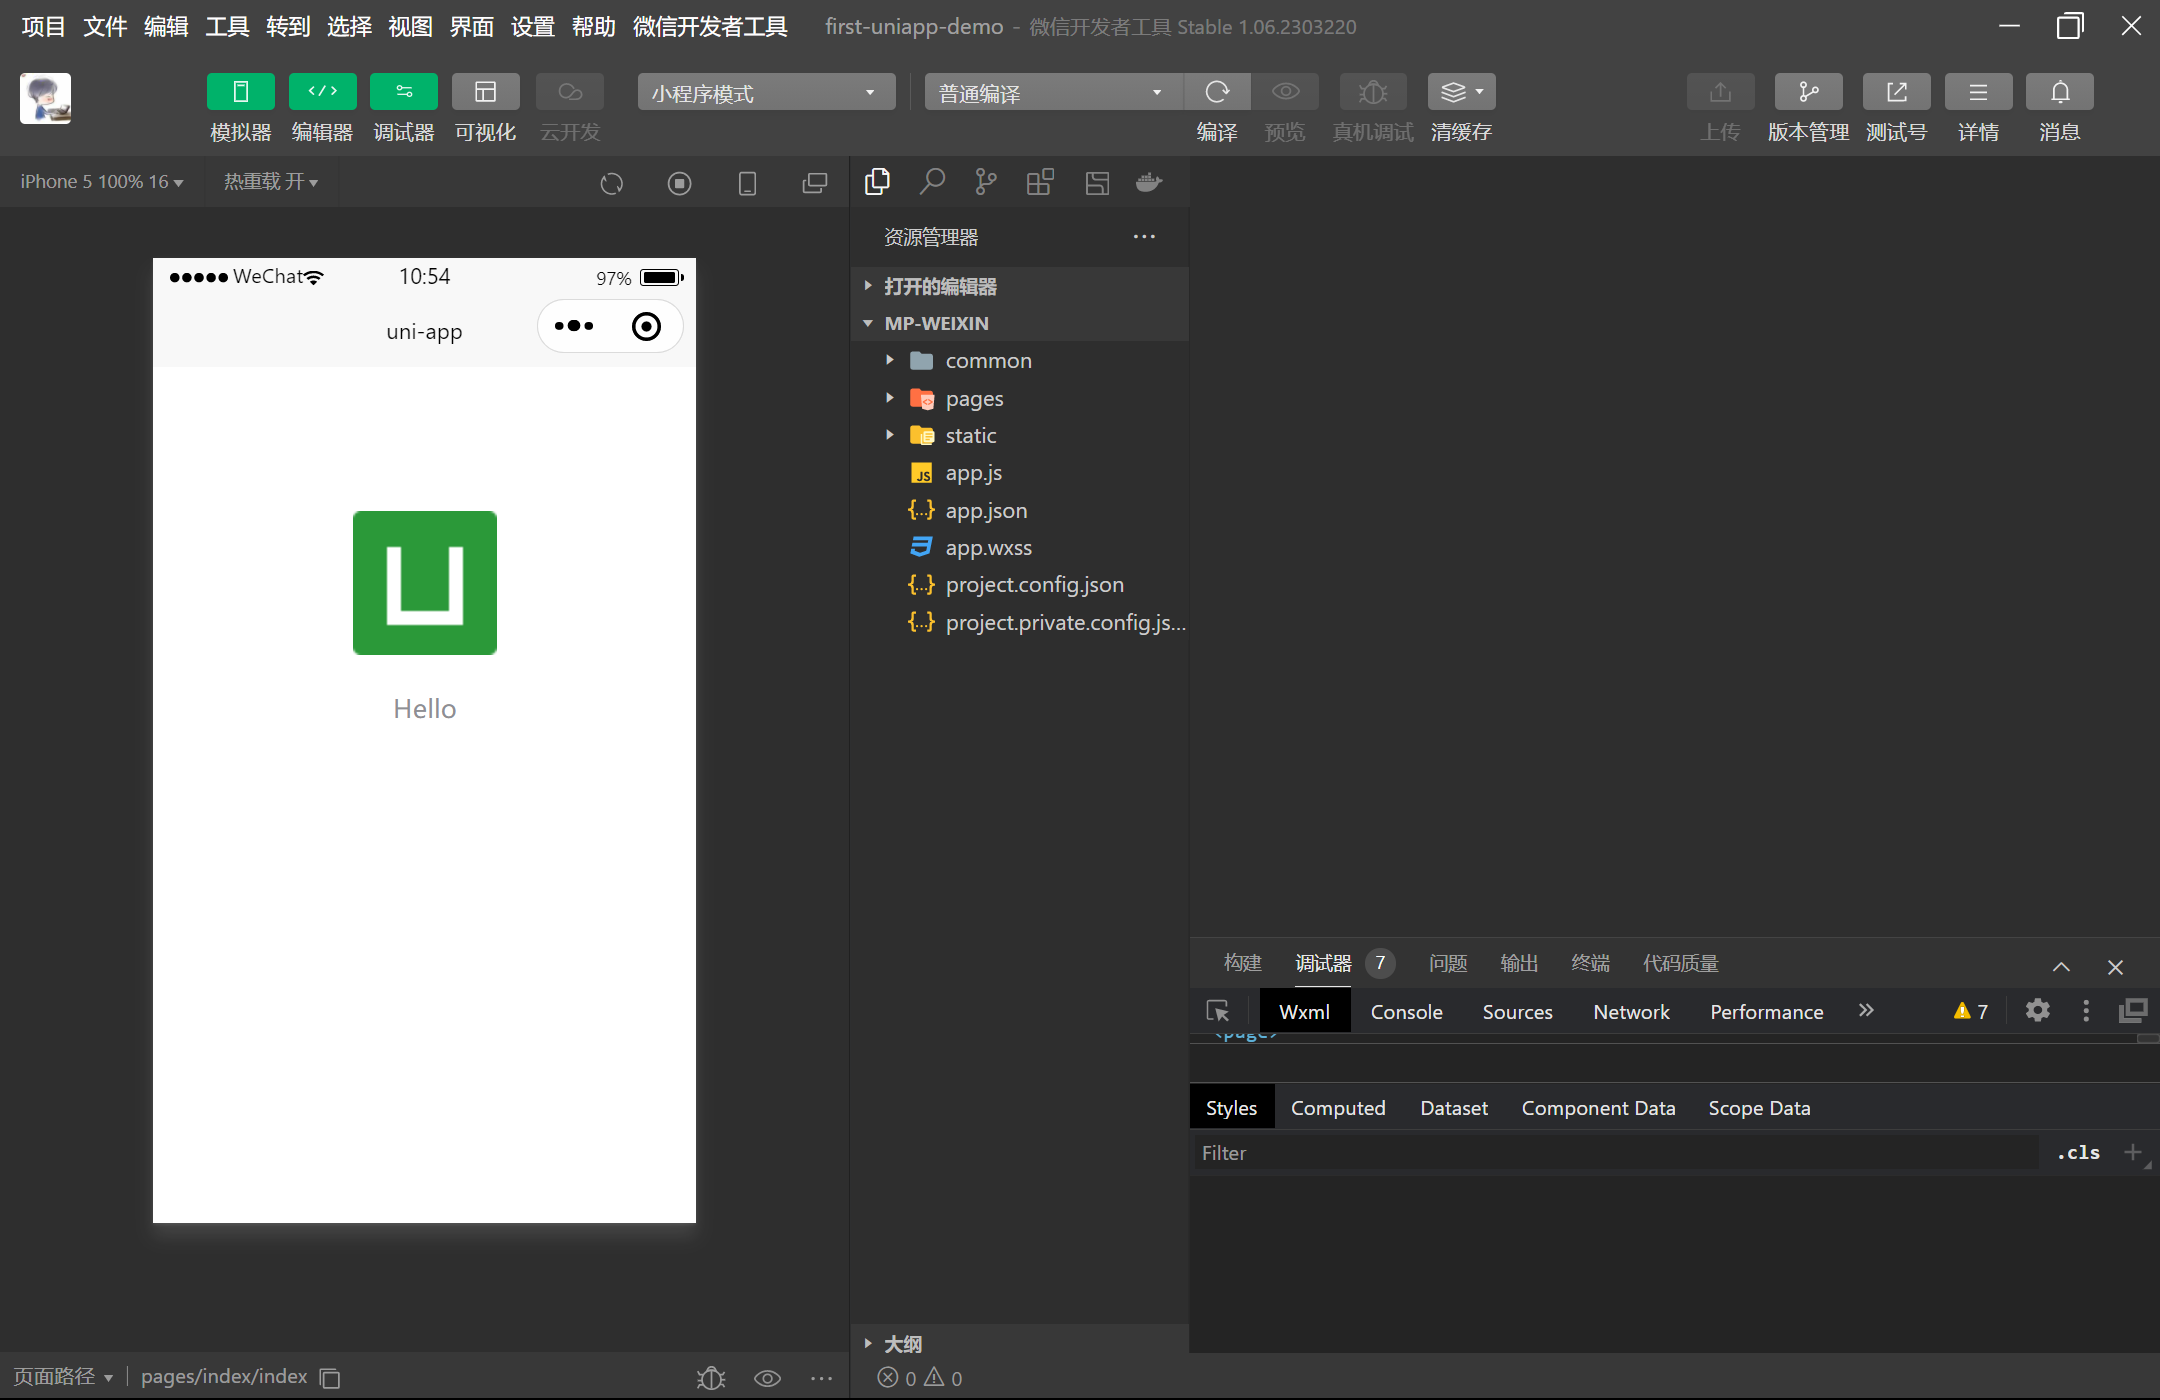 项目 文件 编辑 工具 转到 选择 视图 界面 设置 帮助 微信开发者工具 first-uniapp-demo - 微信开发者工具 Stable 1.06.2303220
小程序模式 普通编译
模拟器 编辑器 调试器 可视化 云开发 编译 预览 真机调试 清缓存 上传 版本管理 测试号 详情 消息
iPhone 5 100% 16 热重载 开
WeChat 10:54 97%
uni-app
Hello
资源管理器
打开的编辑器
MP-WEIXIN
common
pages
static
JS app.js
{..} app.json
app.wxss
{..} project.config.json
{..} project.private.config.js...
大纲
构建 调试器 7 问题 输出 终端 代码质量
Wxml Console Sources Network Performance 7
<page>
Styles Computed Dataset Component Data Scope Data
Filter .cls
页面路径 pages/index/index
0 0